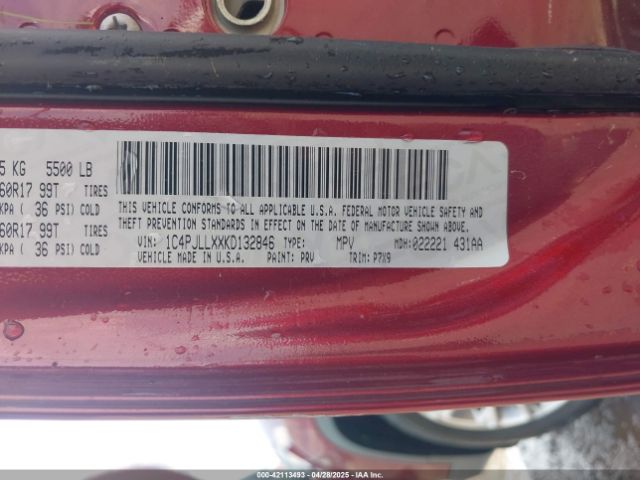 5 KG 5500 LB
60R17 99T TIRES
KPA ( 36 PSI) COLD
60R17 99T TIRES
KPA ( 36 PSI) COLD
THIS VEHICLE CONFORMS TO ALL APPLICABLE U.S.A. FEDERAL MOTOR VEHICLE SAFETY, BUMPER, AND
THEFT PREVENTION STANDARDS IN EFFECT ON THE DATE OF MANUFACTURE SHOWN ABOVE.
VIN: 1C4PJLLXXKD132846 TYPE: MPV MDH: 022221 431AA
VEHICLE MADE IN U.S.A. PAINT: PRV TRIM: P7X9
000-42113493 - 04/28/2025 - IAAI.COM